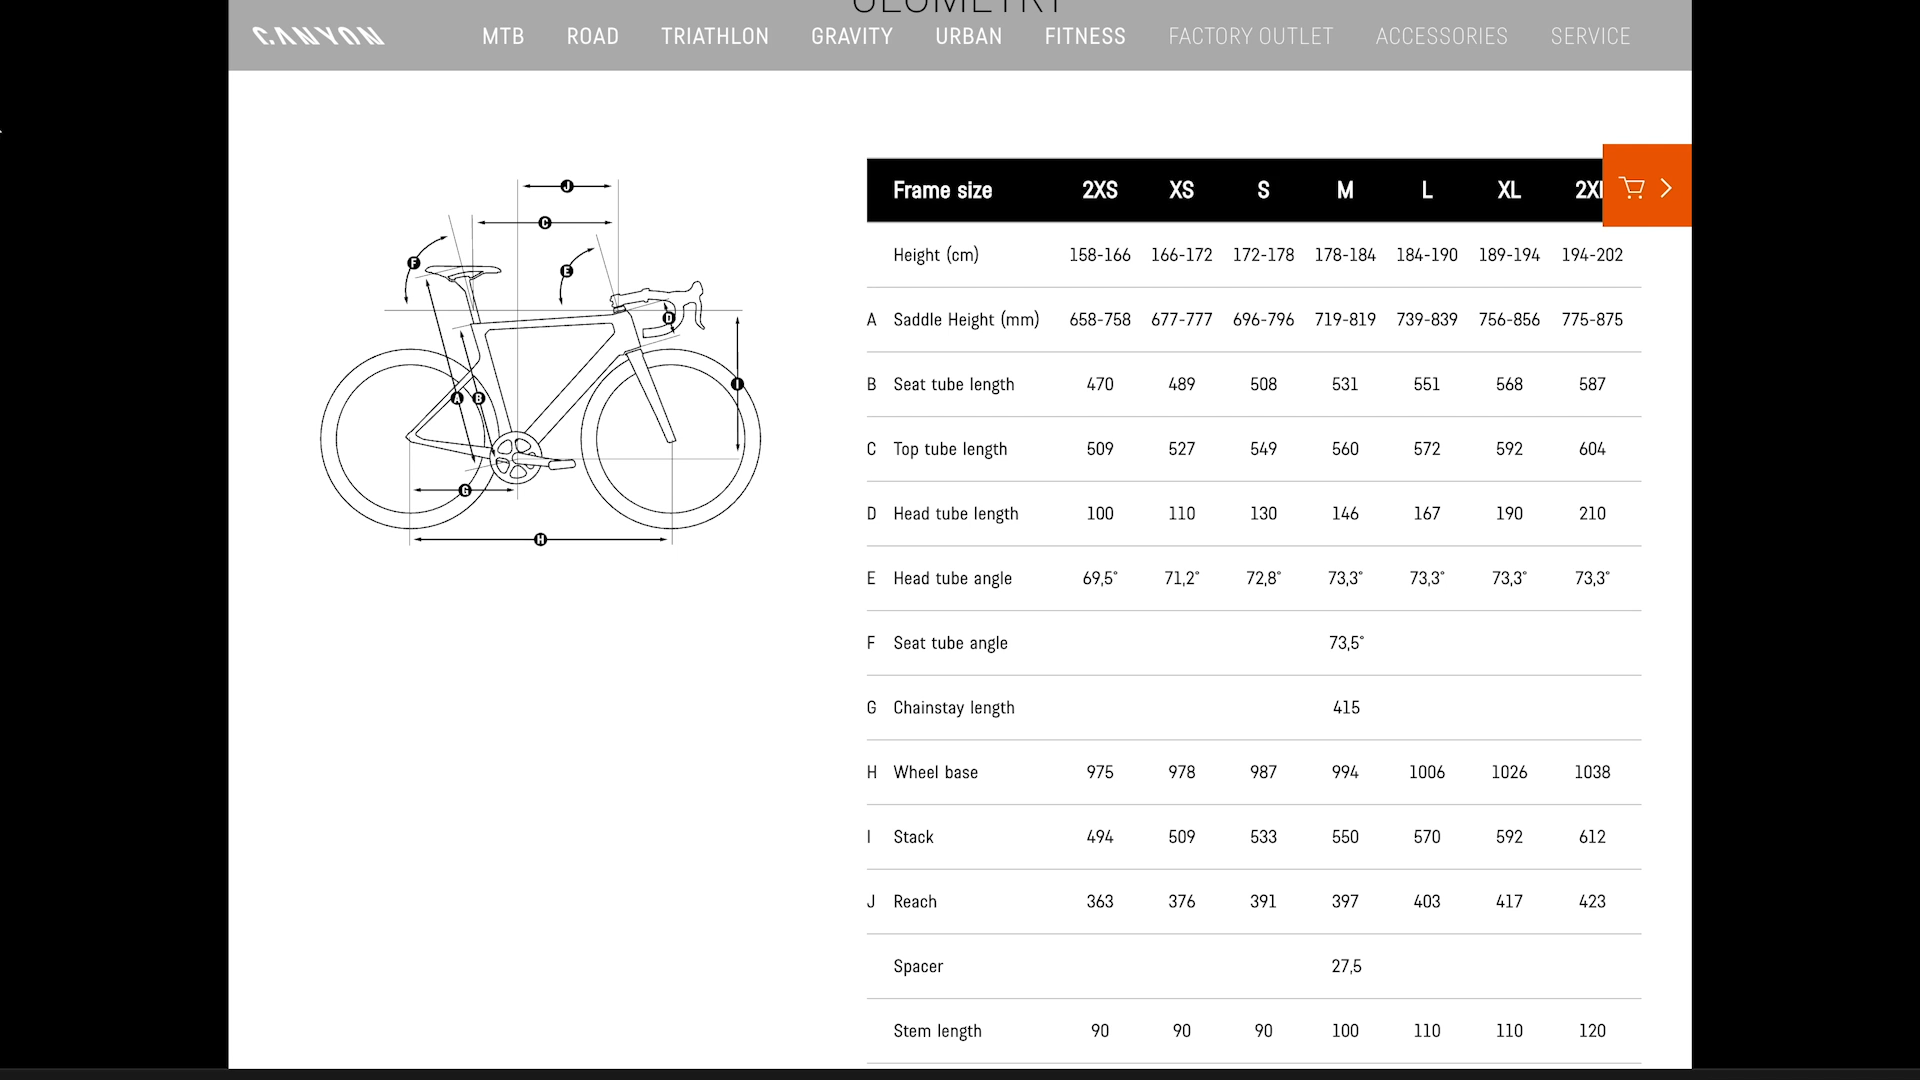 GEOMETRY
CANYON MTB ROAD TRIATHLON GRAVITY URBAN FITNESS FACTORY OUTLET ACCESSORIES SERVICE
J
C
F
E
D
I
A B
G
H
Frame size 2XS XS S M L XL
Height (cm) 158-166 166-172 172-178 178-184 184-190 189-194 194-202
A Saddle Height (mm) 658-758 677-777 696-796 719-819 739-839 756-856 775-875
B Seat tube length 470 489 508 531 551 568 587
C Top tube length 509 527 549 560 572 592 604
D Head tube length 100 110 130 146 167 190 210
E Head tube angle 69,5° 71,2° 72,8° 73,3° 73,3° 73,3° 73,3°
F Seat tube angle 73,5°
G Chainstay length 415
H Wheel base 975 978 987 994 1006 1026 1038
I Stack 494 509 533 550 570 592 612
J Reach 363 376 391 397 403 417 423
Spacer 27,5
Stem length 90 90 90 100 110 110 120